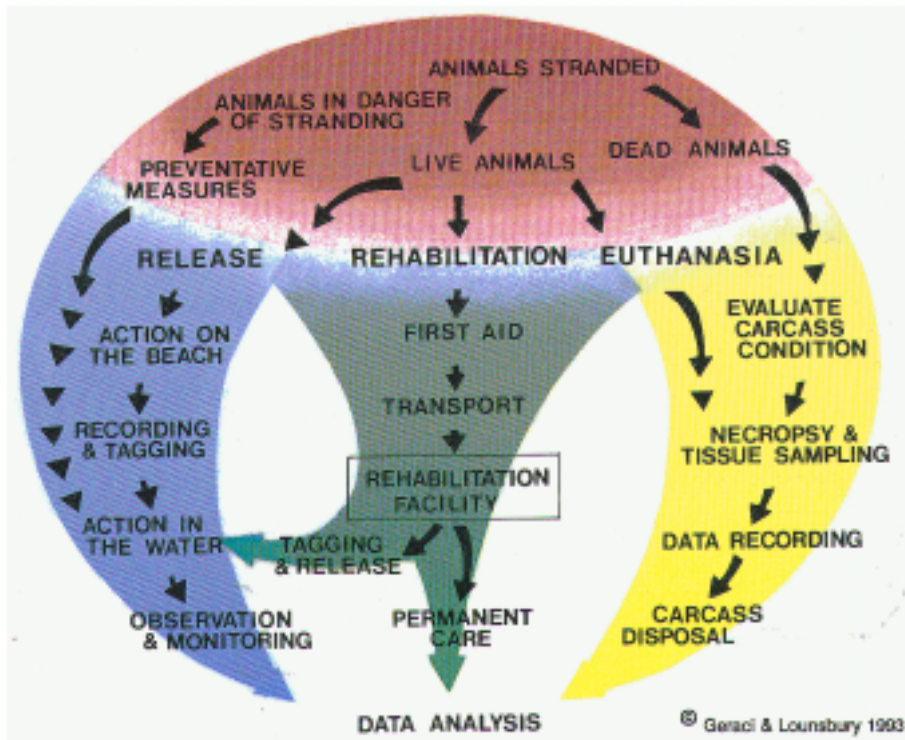 ANIMALS STRANDED
ANIMALS IN DANGER
OF STRANDING
DEAD ANIMALS
LIVE ANIMALS
PREVENTATIVE
MEASURES
RELEASE
REHABILITATION
EUTHANASIA
ACTION ON
THE BEACH
FIRST AID
EVALUATE
CARCASS
CONDITION
TRANSPORT
RECORDING
& TAGGING
NECROPSY &
TISSUE SAMPLING
REHABILITATION
FACILITY
ACTION IN
THE WATER
TAGGING
& RELEASE
DATA RECORDING
OBSERVATION
& MONITORING
PERMANENT
CARE
CARCASS
DISPOSAL
DATA ANALYSIS
© Geraci & Lounsbury 1993